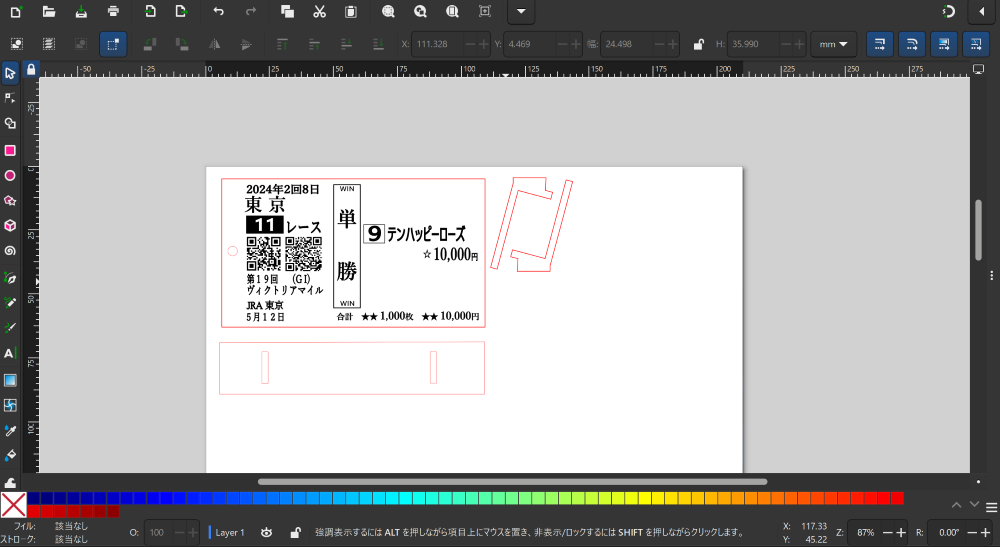 X: 111.328 Y: 4.469 24.498 H: 35.990 mm
-50 -25 0 25 50 75 100 125 150 175 200 225 250 275
-25
0
25
50
75
100
2024年2回8日
東京
11 レース
第19回 (GI)
ヴィクトリアマイル
JRA 東京
5月12日
WIN
単
勝
WIN
9 テンハッピーローズ
☆10,000円
合計 ★★1,000枚 ★★10,000円
フィル: 該当なし
ストローク: 該当なし
O: 100
Layer 1
強調表示するには ALT を押しながら項目上にマウスを置き、非表示/ロックするには SHIFT を押しながらクリックします。
X: 117.33
Y: 45.22
Z: 87%
R: 0.00°